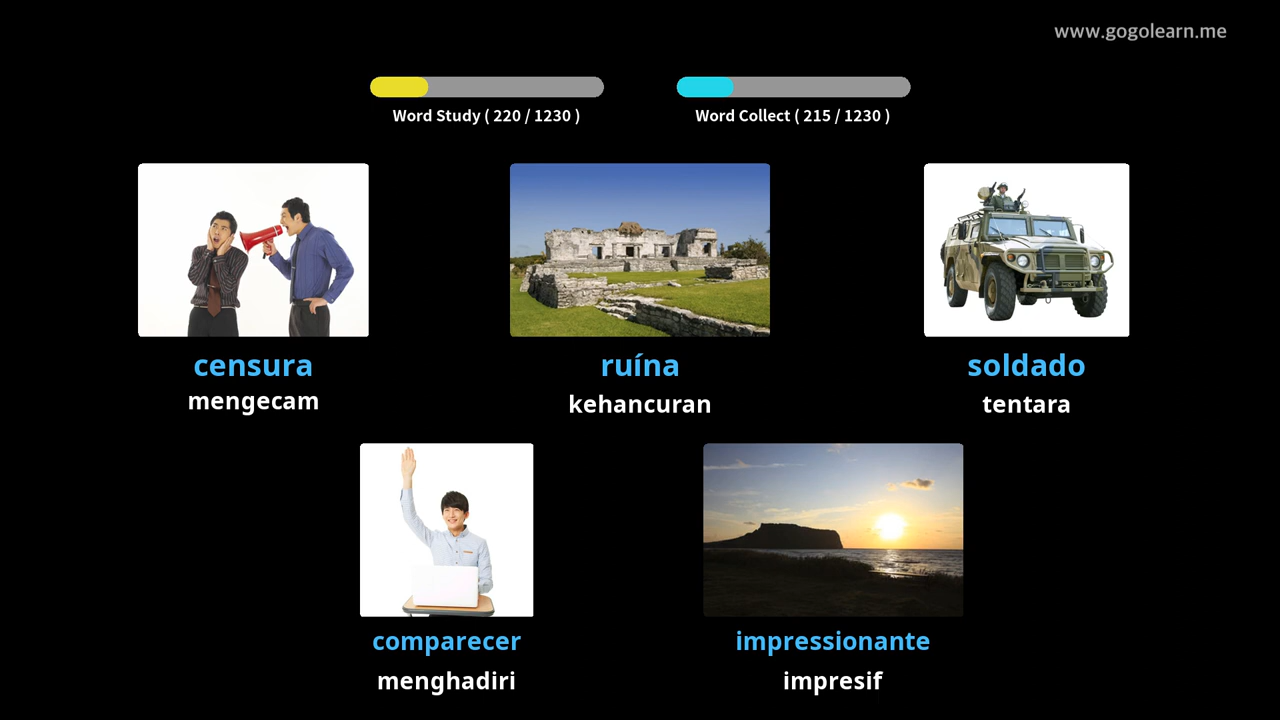 www.gogolearn.me
Word Study ( 220 / 1230 )
Word Collect ( 215 / 1230 )
censura
mengecam
ruína
kehancuran
soldado
tentara
comparecer
menghadiri
impressionante
impresif